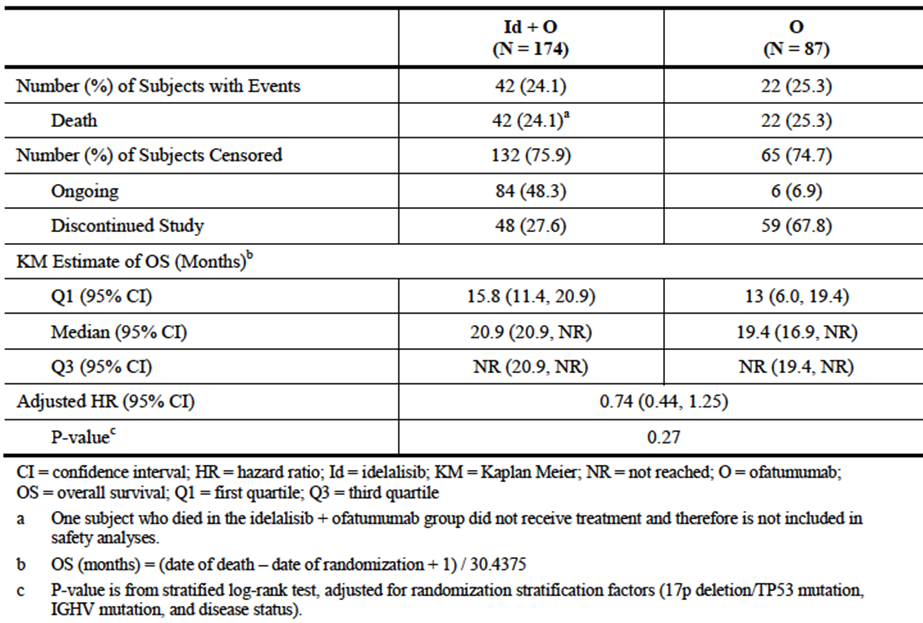 Id + O O
(N = 174) (N = 87)
Number (%) of Subjects with Events 42 (24.1) 22 (25.3)
Death 42 (24.1)a 22 (25.3)
Number (%) of Subjects Censored 132 (75.9) 65 (74.7)
Ongoing 84 (48.3) 6 (6.9)
Discontinued Study 48 (27.6) 59 (67.8)
KM Estimate of OS (Months)b
Q1 (95% CI) 15.8 (11.4, 20.9) 13 (6.0, 19.4)
Median (95% CI) 20.9 (20.9, NR) 19.4 (16.9, NR)
Q3 (95% CI) NR (20.9, NR) NR (19.4, NR)
Adjusted HR (95% CI) 0.74 (0.44, 1.25)
P-valuec 0.27
CI = confidence interval; HR = hazard ratio; Id = idelalisib; KM = Kaplan Meier; NR = not reached; O = ofatumumab;
OS = overall survival; Q1 = first quartile; Q3 = third quartile
a One subject who died in the idelalisib + ofatumumab group did not receive treatment and therefore is not included in
safety analyses.
b OS (months) = (date of death – date of randomization + 1) / 30.4375
c P-value is from stratified log-rank test, adjusted for randomization stratification factors (17p deletion/TP53 mutation,
IGHV mutation, and disease status).